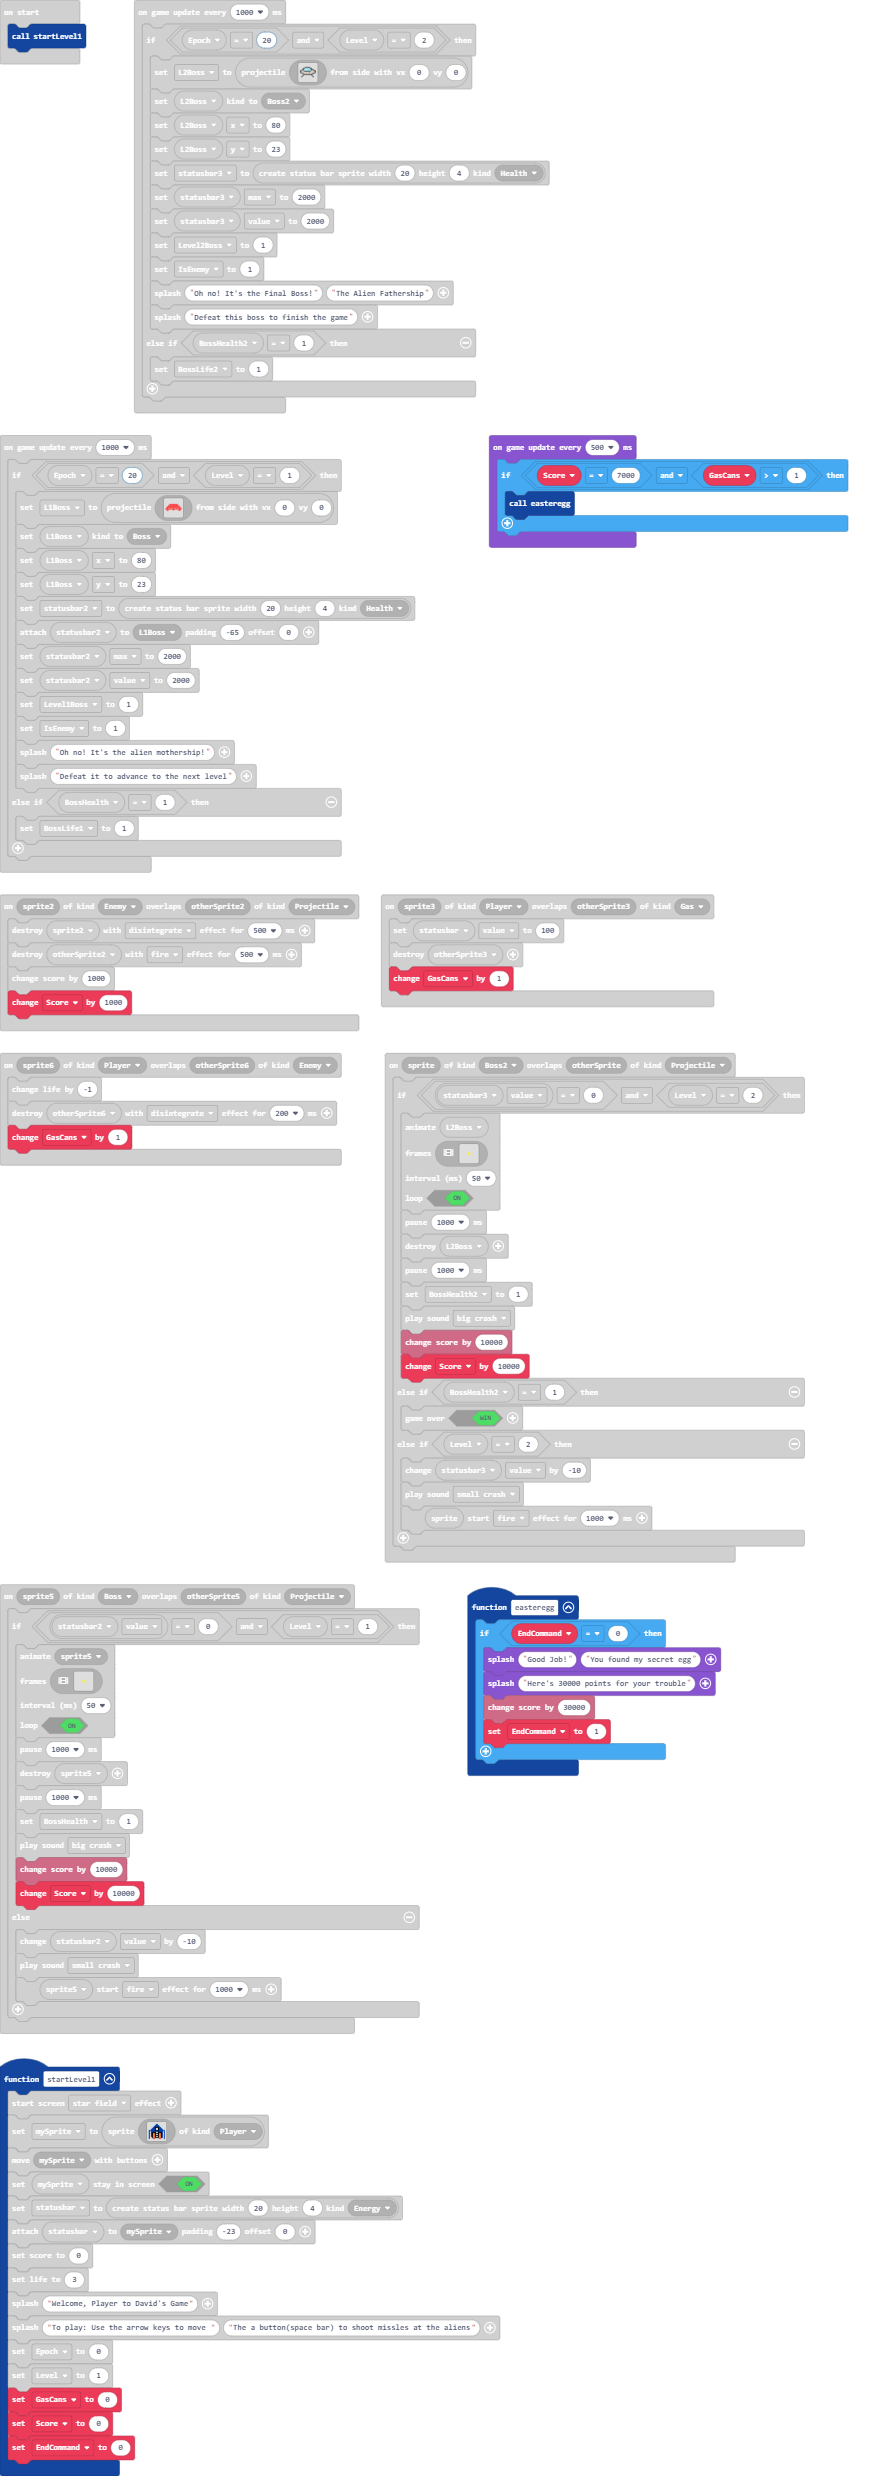 on start
call startLevel1
on game update every 1000 ms
if Epoch = 20 and Level = 2 then
set L2Boss to projectile from side with vx 0 vy 0
set L2Boss kind to Boss2
set L2Boss x to 80
set L2Boss y to 23
set statusbar3 to create status bar sprite width 20 height 4 kind Health
set statusbar3 max to 2000
set statusbar3 value to 2000
set Level2Boss to 1
set IsEnemy to 1
splash "Oh no! It's the Final Boss!" "The Alien Fathership"
splash "Defeat this boss to finish the game"
else if BossHealth2 = 1 then
set BossLife2 to 1
on game update every 1000 ms
if Epoch = 20 and Level = 1 then
set L1Boss to projectile from side with vx 0 vy 0
set L1Boss kind to Boss
set L1Boss x to 80
set L1Boss y to 23
set statusbar2 to create status bar sprite width 20 height 4 kind Health
attach statusbar2 to L1Boss padding -65 offset 0
set statusbar2 max to 2000
set statusbar2 value to 2000
set Level1Boss to 1
set IsEnemy to 1
splash "Oh no! It's the alien mothership!"
splash "Defeat it to advance to the next level"
else if BossHealth = 1 then
set BossLife1 to 1
on game update every 500 ms
if Score = 7000 and GasCans > 1 then
call easteregg
on sprite2 of kind Enemy overlaps otherSprite2 of kind Projectile
destroy sprite2 with disintegrate effect for 500 ms
destroy otherSprite2 with fire effect for 500 ms
change score by 1000
change Score by 1000
on sprite3 of kind Player overlaps otherSprite3 of kind Gas
set statusbar value to 100
destroy otherSprite3
change GasCans by 1
on sprite6 of kind Player overlaps otherSprite6 of kind Enemy
change life by -1
destroy otherSprite6 with disintegrate effect for 200 ms
change GasCans by 1
on sprite of kind Boss2 overlaps otherSprite of kind Projectile
if statusbar3 value = 0 and Level = 2 then
animate L2Boss
frames
interval (ms) 50
loop ON
pause 1000 ms
destroy L2Boss
pause 1000 ms
set BossHealth2 to 1
play sound big crash
change score by 10000
change Score by 10000
else if BossHealth2 = 1 then
game over WIN
else if Level = 2 then
change statusbar3 value by -10
play sound small crash
sprite start fire effect for 1000 ms
on sprite5 of kind Boss overlaps otherSprite5 of kind Projectile
if statusbar2 value = 0 and Level = 1 then
animate sprite5
frames
interval (ms) 50
loop ON
pause 1000 ms
destroy sprite5
pause 1000 ms
set BossHealth to 1
play sound big crash
change score by 10000
change Score by 10000
else
change statusbar2 value by -10
play sound small crash
sprite5 start fire effect for 1000 ms
function easteregg
if EndCommand = 0 then
splash "Good Job!" "You found my secret egg"
splash "Here's 30000 points for your trouble"
change score by 30000
set EndCommand to 1
function startLevel1
start screen star field effect
set mySprite to sprite of kind Player
move mySprite with buttons
set mySprite stay in screen ON
set statusbar to create status bar sprite width 20 height 4 kind Energy
attach statusbar to mySprite padding -23 offset 0
set score to 0
set life to 3
splash "Welcome, Player to David's Game"
splash "To play: Use the arrow keys to move " "The a button(space bar) to shoot missles at the aliens"
set Epoch to 0
set Level to 1
set GasCans to 0
set Score to 0
set EndCommand to 0